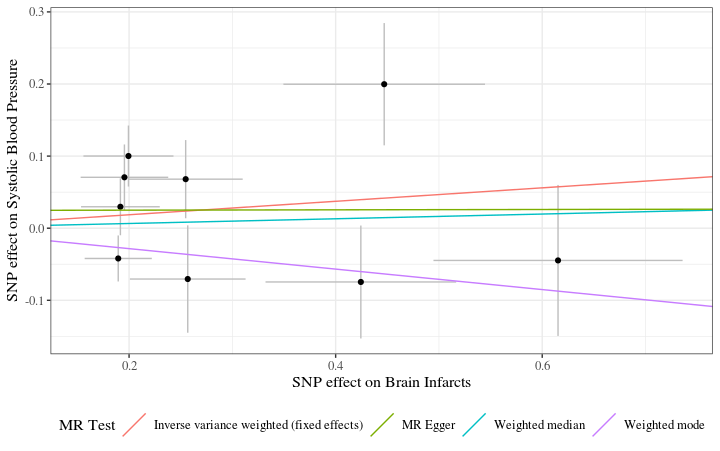 0.3
0.2
0.1
0.0
-0.1
SNP effect on Systolic Blood Pressure
0.2 0.4 0.6
SNP effect on Brain Infarcts
MR Test Inverse variance weighted (fixed effects) MR Egger Weighted median Weighted mode